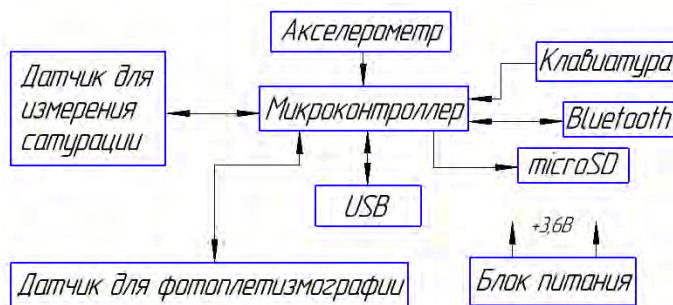 Акселерометр
Датчик для
измерения
сатурации
Клавиатура
Микроконтроллер
Bluetooth
microSD
USB
+3,6В
Датчик для фотоплетизмографии
Блок питания